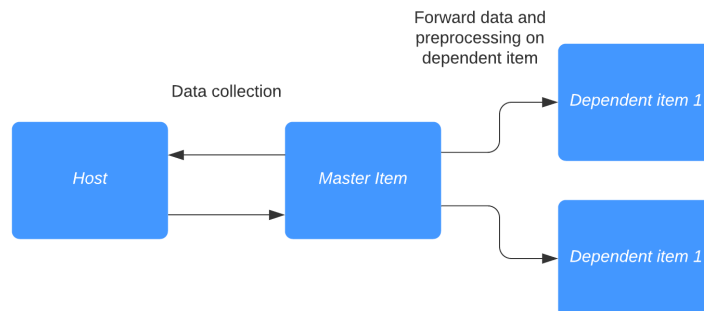 Forward data and
preprocessing on
dependent item
Data collection
Dependent item 1
Host
Master Item
Dependent item 1